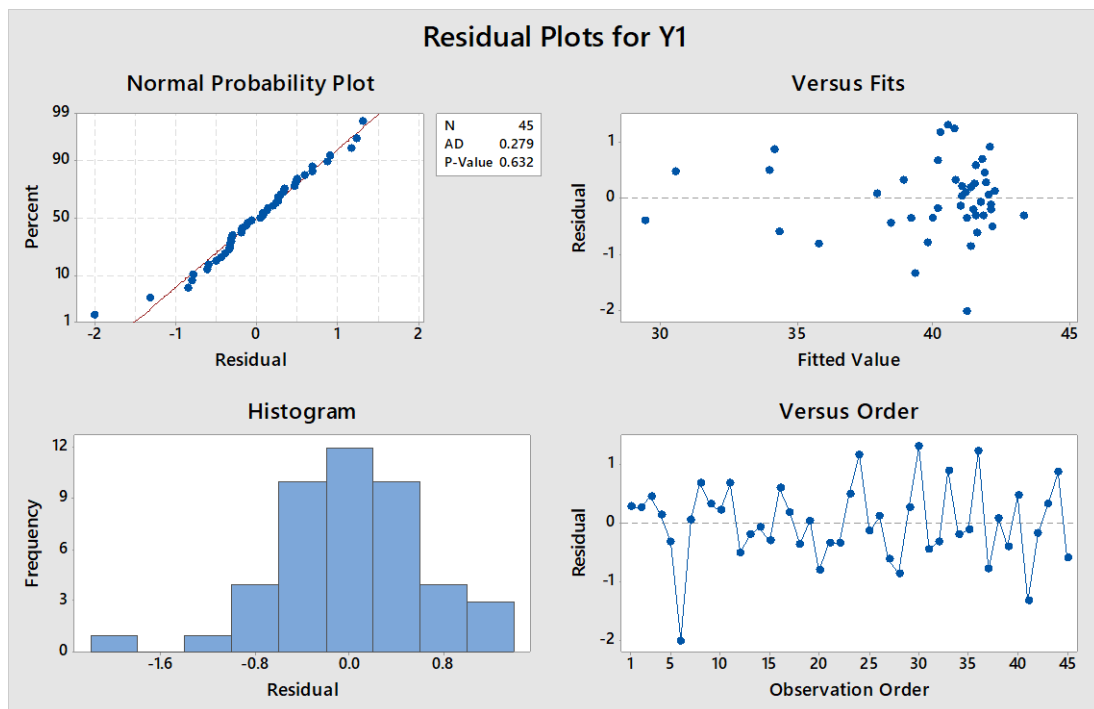 Residual Plots for Y1
Normal Probability Plot
99
90
50
10
1
Percent
-2 -1 0 1 2
Residual
N 45
AD 0.279
P-Value 0.632
Versus Fits
1
0
-1
-2
Residual
30 35 40 45
Fitted Value
Histogram
12
9
6
3
0
Frequency
-1.6 -0.8 0.0 0.8
Residual
Versus Order
1
0
-1
-2
Residual
1 5 10 15 20 25 30 35 40 45
Observation Order